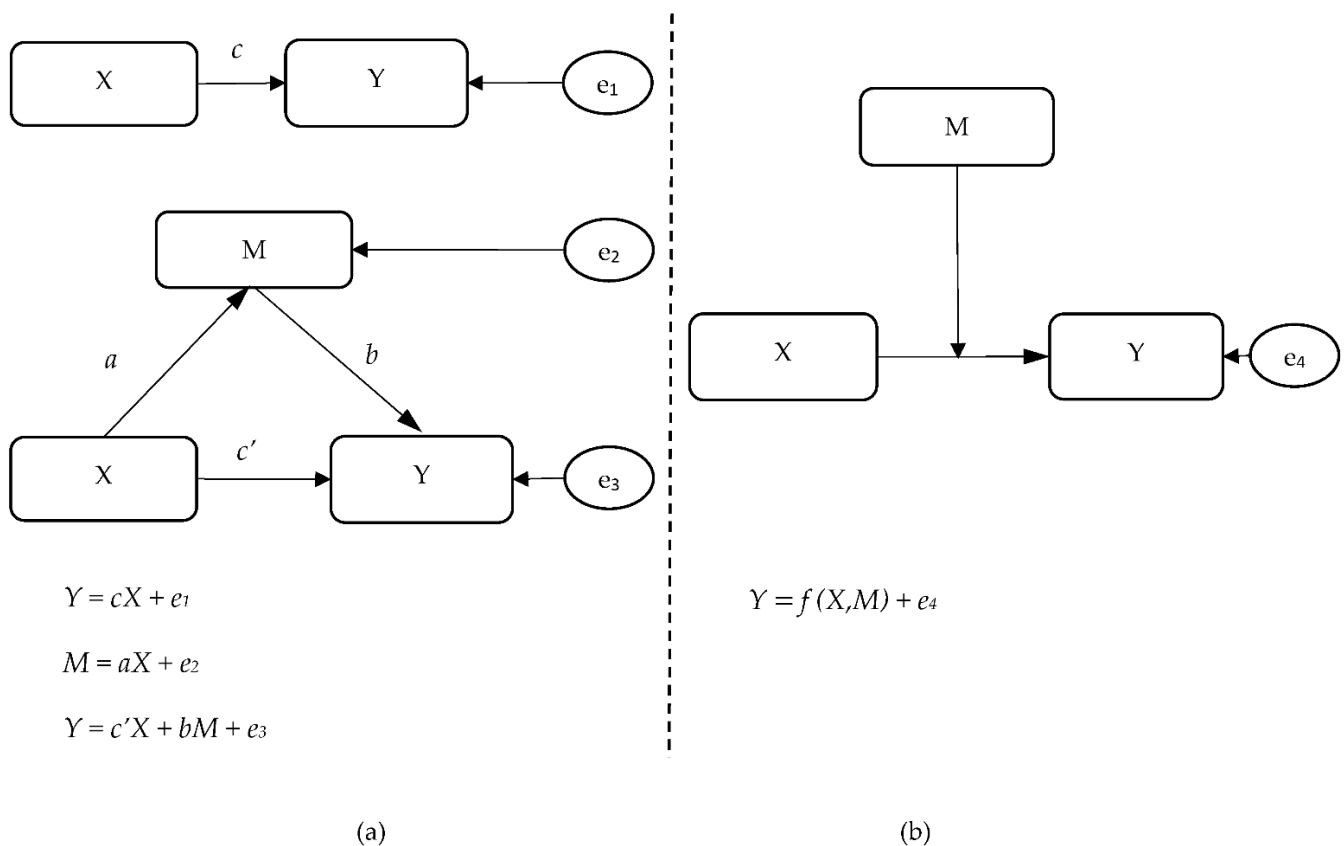 c
X
Y
e₁
M
e₂
a
b
X
c′
Y
e₃
Y = cX + e₁
M = aX + e₂
Y = c′X + bM + e₃
(a)
M
X
Y
e₄
Y = f (X,M) + e₄
(b)